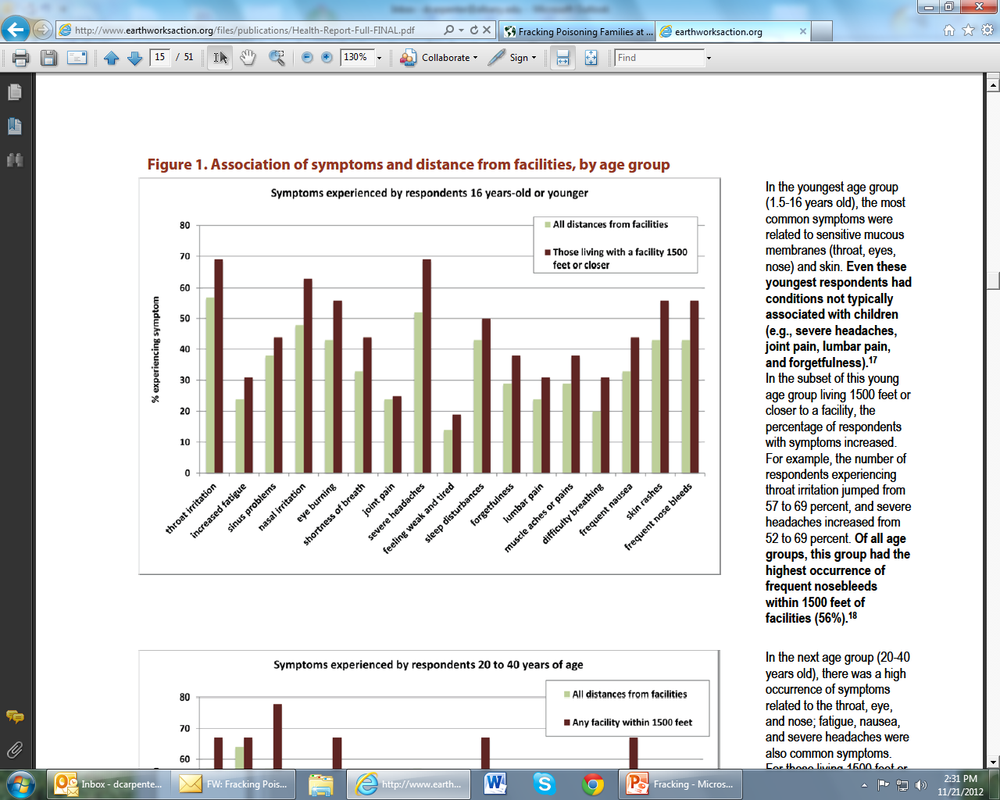 Inbox - dcarpenter@albany.edu - Microsoft Outlook
http://www.earthworksaction.org/files/publications/Health-Report-Full-FINAL.pdf
Fracking Poisoning Families at ...
earthworksaction.org
15 / 51
130%
Collaborate
Sign
Find
Figure 1. Association of symptoms and distance from facilities, by age group
Symptoms experienced by respondents 16 years-old or younger
All distances from facilities
Those living with a facility 1500
feet or closer
% experiencing symptom
80
70
60
50
40
30
20
10
0
throat irritation
increased fatigue
sinus problems
nasal irritation
eye burning
shortness of breath
joint pain
severe headaches
feeling weak and tired
sleep disturbances
forgetfulness
lumbar pain
muscle aches or pains
difficulty breathing
frequent nausea
skin rashes
frequent nose bleeds
In the youngest age group
(1.5-16 years old), the most
common symptoms were
related to sensitive mucous
membranes (throat, eyes,
nose) and skin. Even these
youngest respondents had
conditions not typically
associated with children
(e.g., severe headaches,
joint pain, lumbar pain,
and forgetfulness).17
In the subset of this young
age group living 1500 feet or
closer to a facility, the
percentage of respondents
with symptoms increased.
For example, the number of
respondents experiencing
throat irritation jumped from
57 to 69 percent, and severe
headaches increased from
52 to 69 percent. Of all age
groups, this group had the
highest occurrence of
frequent nosebleeds
within 1500 feet of
facilities (56%).18
Symptoms experienced by respondents 20 to 40 years of age
All distances from facilities
Any facility within 1500 feet
80
70
60
In the next age group (20-40
years old), there was a high
occurrence of symptoms
related to the throat, eye,
and nose; fatigue, nausea,
and severe headaches were
also common symptoms.
For those living 1500 feet or
Inbox - dcarpente...
FW: Fracking Pois...
http://www.earth...
Fracking - Micros...
2:31 PM
11/21/2012